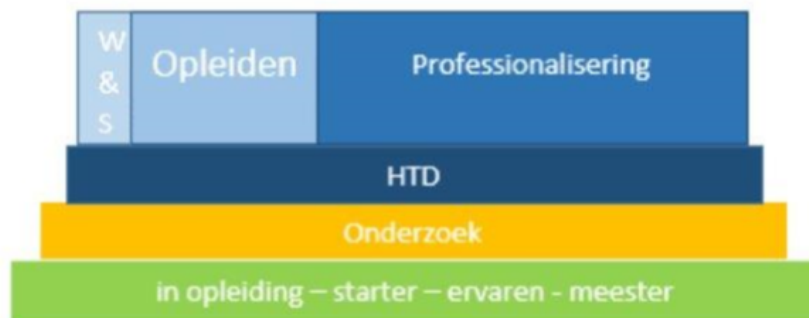 W
&
S
Opleiden
Professionalisering
HTD
Onderzoek
in opleiding – starter – ervaren - meester